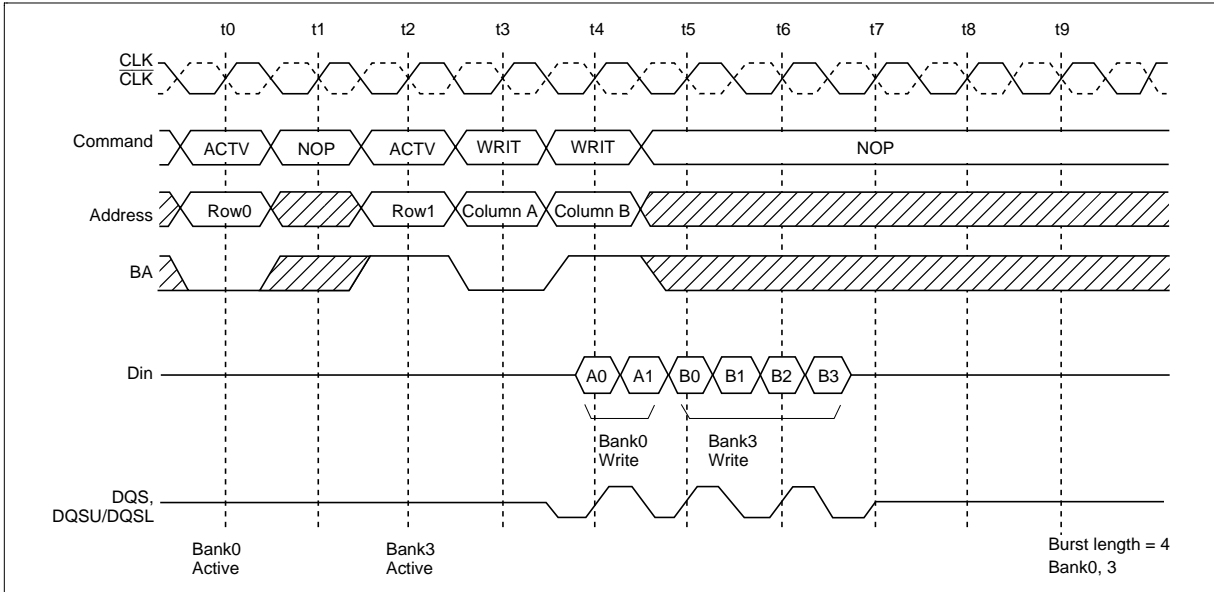 t0 t1 t2 t3 t4 t5 t6 t7 t8 t9
CLK
CLK
Command ACTV NOP ACTV WRIT WRIT NOP
Address Row0 Row1 Column A Column B
BA
Din A0 A1 B0 B1 B2 B3
Bank0 Bank3
Write Write
DQS,
DQSU/DQSL
Bank0 Bank3 Burst length = 4
Active Active Bank0, 3